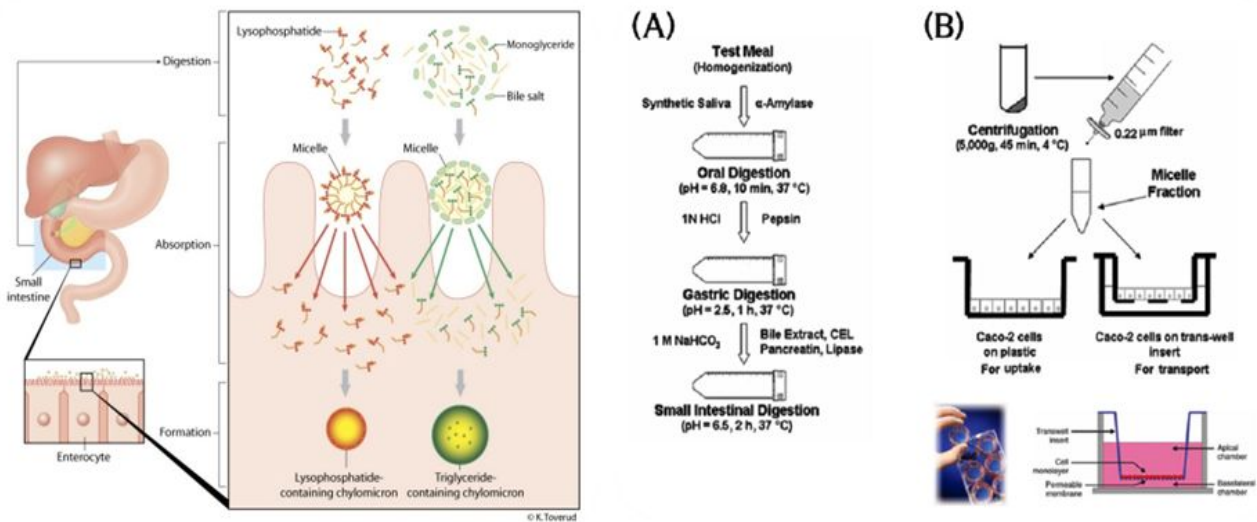 Digestion
Lysophosphatide
Monoglyceride
Bile salt
Micelle
Micelle
Absorption
Small
intestine
Enterocyte
Formation
Lysophosphatide-
containing chylomicron
Triglyceride-
containing chylomicron
© K.Toverud
(A)
Test Meal
(Homogenization)
Synthetic Saliva
α-Amylase
Oral Digestion
(pH = 6.8, 10 min, 37 °C)
1N HCl
Pepsin
Gastric Digestion
(pH = 2.5, 1 h, 37 °C)
1 M NaHCO3
Bile Extract, CEL
Pancreatin, Lipase
Small Intestinal Digestion
(pH = 6.5, 2 h, 37 °C)
(B)
Centrifugation
(5,000g, 45 min, 4 °C)
0.22 µm filter
Micelle
Fraction
Caco-2 cells
on plastic
For uptake
Caco-2 cells on trans-well
insert
For transport
Transwell
insert
Apical
chamber
Cell
monolayer
Permeable
membrane
Basolateral
chamber